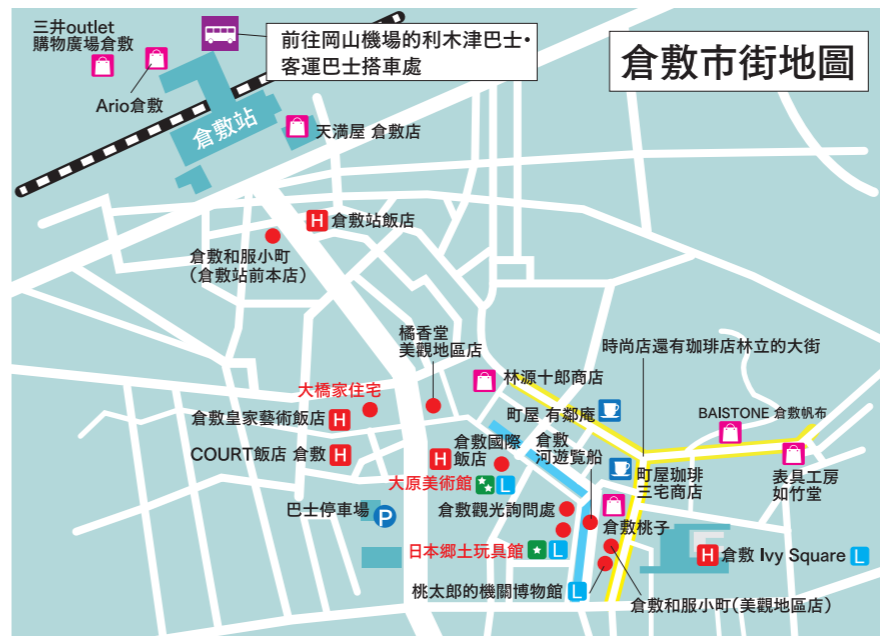 三井outlet
購物廣場倉敷
Ario倉敷
前往岡山機場的利木津巴士・
客運巴士搭車處
倉敷市街地圖
倉敷站
天満屋 倉敷店
H 倉敷站飯店
倉敷和服小町
（倉敷站前本店）
橘香堂
美觀地區店
時尚店還有珈琲店林立的大街
林源十郎商店
大橋家住宅
町屋 有鄰庵
BAISTONE 倉敷帆布
倉敷皇家藝術飯店 H
倉敷
河遊覧船
倉敷國際
H 飯店
COURT飯店 倉敷 H
町屋珈琲
三宅商店
表具工房
如竹堂
大原美術館 L
倉敷觀光詢問處
巴士停車場 P
倉敷桃子
日本鄉土玩具館 L
H 倉敷 Ivy Square L
桃太郎的機關博物館 L
倉敷和服小町（美觀地區店）